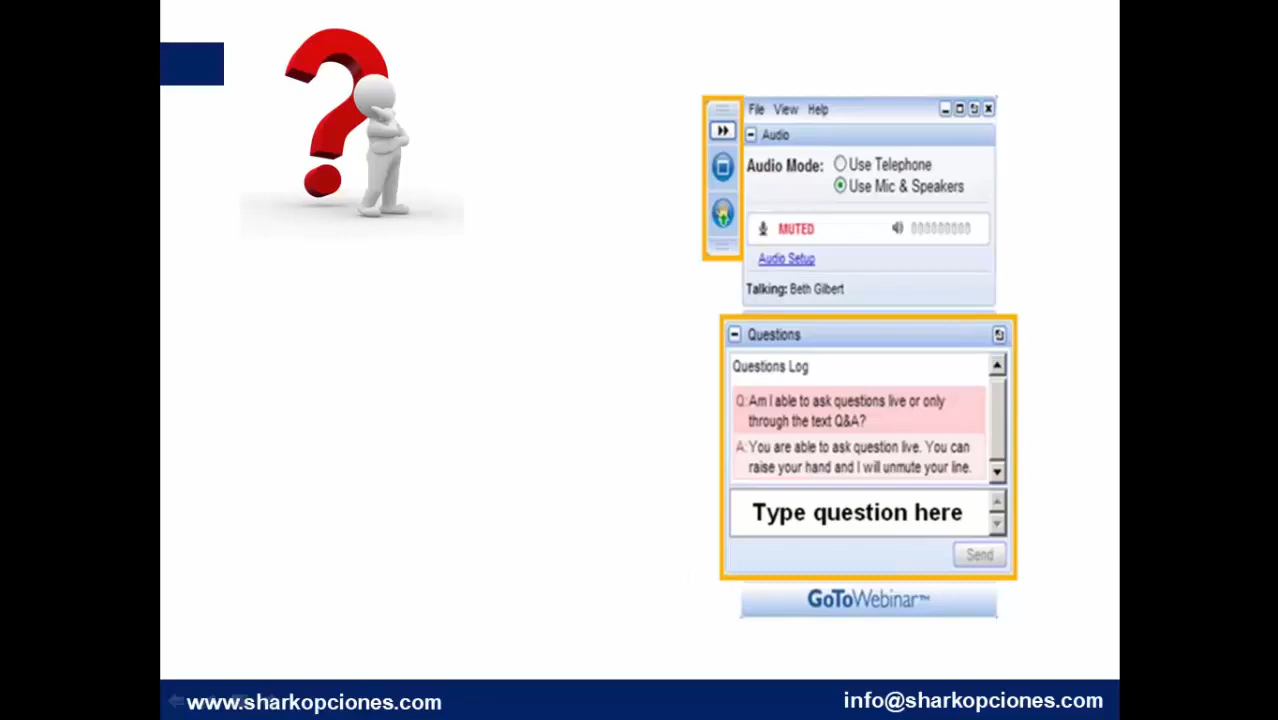 File View Help
Audio
Audio Mode: Use Telephone
Use Mic & Speakers
MUTED
Audio Setup
Talking: Beth Gilbert
Questions
Questions Log
Q: Am I able to ask questions live or only
through the text Q&A?
A: You are able to ask question live. You can
raise your hand and I will unmute your line.
Type question here
Send
GoToWebinar™
www.sharkopciones.com
info@sharkopciones.com